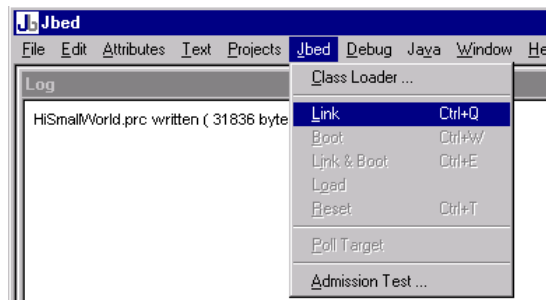 Jbed
File Edit Attributes Text Projects Jbed Debug Java Window He
Log
HiSmallWorld.prc written ( 31836 byte
Class Loader ...
Link Ctrl+Q
Boot Ctrl+W
Link & Boot Ctrl+E
Load
Reset Ctrl+T
Poll Target
Admission Test ...